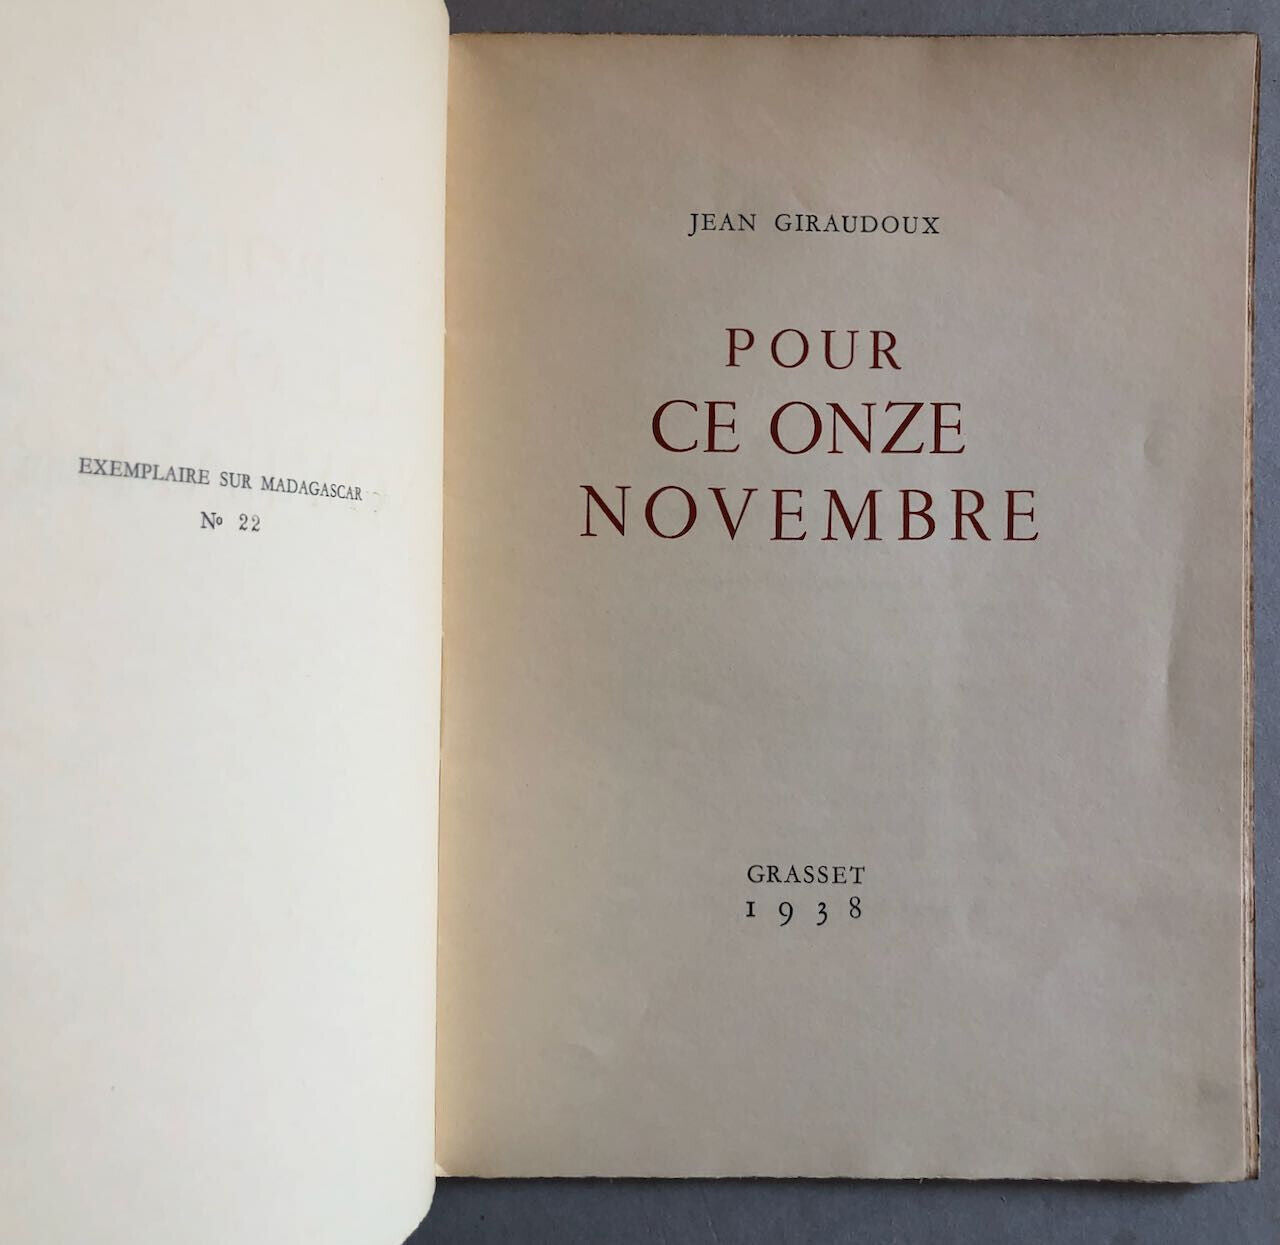 EXEMPLAIRE SUR MADAGASCAR
No 22
JEAN GIRAUDOUX
POUR
CE ONZE
NOVEMBRE
GRASSET
1938